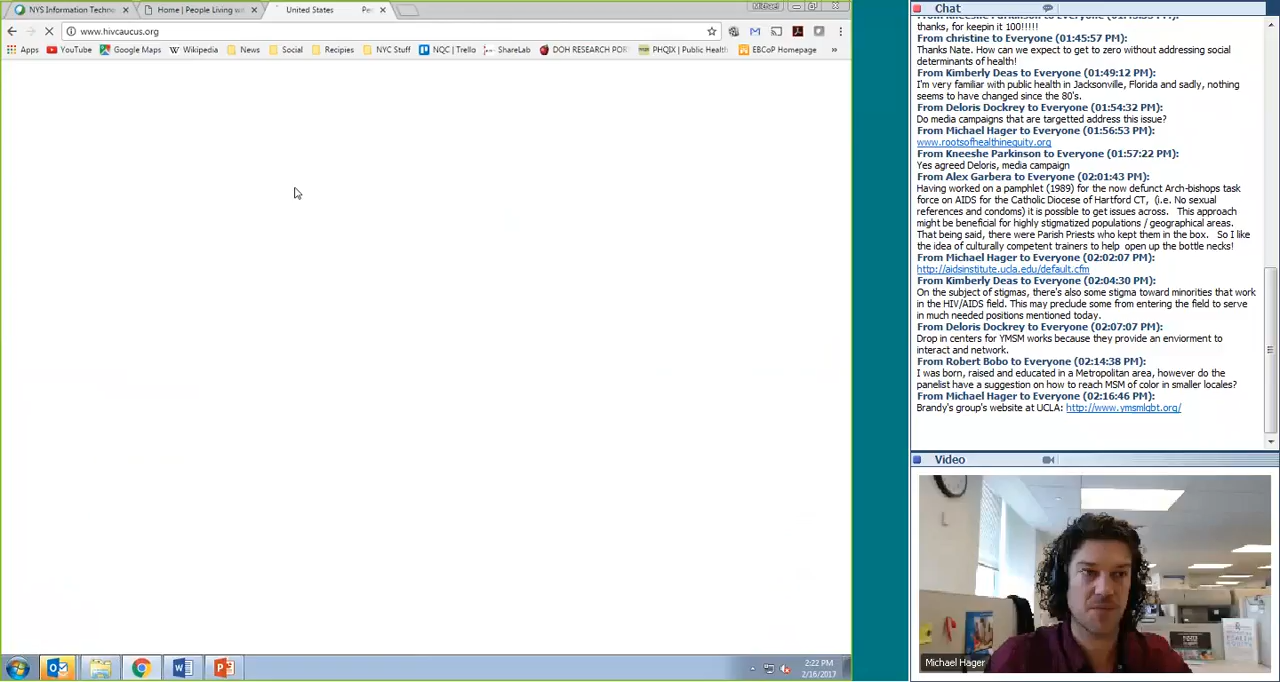 NYS Information Techno
Home | People Living w
United States
Pe
Michael
www.hivcaucus.org
Apps
YouTube
Google Maps
Wikipedia
News
Social
Recipies
NYC Stuff
NQC | Trello
ShareLab
DOH RESEARCH POR
PHQIX | Public Health
EBCoP Homepage
»
Chat
From Kneeshe Parkinson to Everyone (01:45:35 PM):
thanks, for keepin it 100!!!!!
From christine to Everyone (01:45:57 PM):
Thanks Nate. How can we expect to get to zero without addressing social
determinants of health!
From Kimberly Deas to Everyone (01:49:12 PM):
I'm very familiar with public health in Jacksonville, Florida and sadly, nothing
seems to have changed since the 80's.
From Deloris Dockrey to Everyone (01:54:32 PM):
Do media campaigns that are targetted address this issue?
From Michael Hager to Everyone (01:56:53 PM):
www.rootsofhealthinequity.org
From Kneeshe Parkinson to Everyone (01:57:22 PM):
Yes agreed Deloris, media campaign
From Alex Garbera to Everyone (02:01:43 PM):
Having worked on a pamphlet (1989) for the now defunct Arch-bishops task
force on AIDS for the Catholic Diocese of Hartford CT, (i.e. No sexual
references and condoms) it is possible to get issues across. This approach
might be beneficial for highly stigmatized populations / geographical areas.
That being said, there were Parish Priests who kept them in the box. So I like
the idea of culturally competent trainers to help open up the bottle necks!
From Michael Hager to Everyone (02:02:07 PM):
http://aidsinstitute.ucla.edu/default.cfm
From Kimberly Deas to Everyone (02:04:30 PM):
On the subject of stigmas, there's also some stigma toward minorities that work
in the HIV/AIDS field. This may preclude some from entering the field to serve
in much needed positions mentioned today.
From Deloris Dockrey to Everyone (02:07:07 PM):
Drop in centers for YMSM works because they provide an enviorment to
interact and network.
From Robert Bobo to Everyone (02:14:38 PM):
I was born, raised and educated in a Metropolitan area, however do the
panelist have a suggestion on how to reach MSM of color in smaller locales?
From Michael Hager to Everyone (02:16:46 PM):
Brandy's group's website at UCLA: http://www.ymsmlgbt.org/
Video
Michael Hager
2:22 PM
2/16/2017